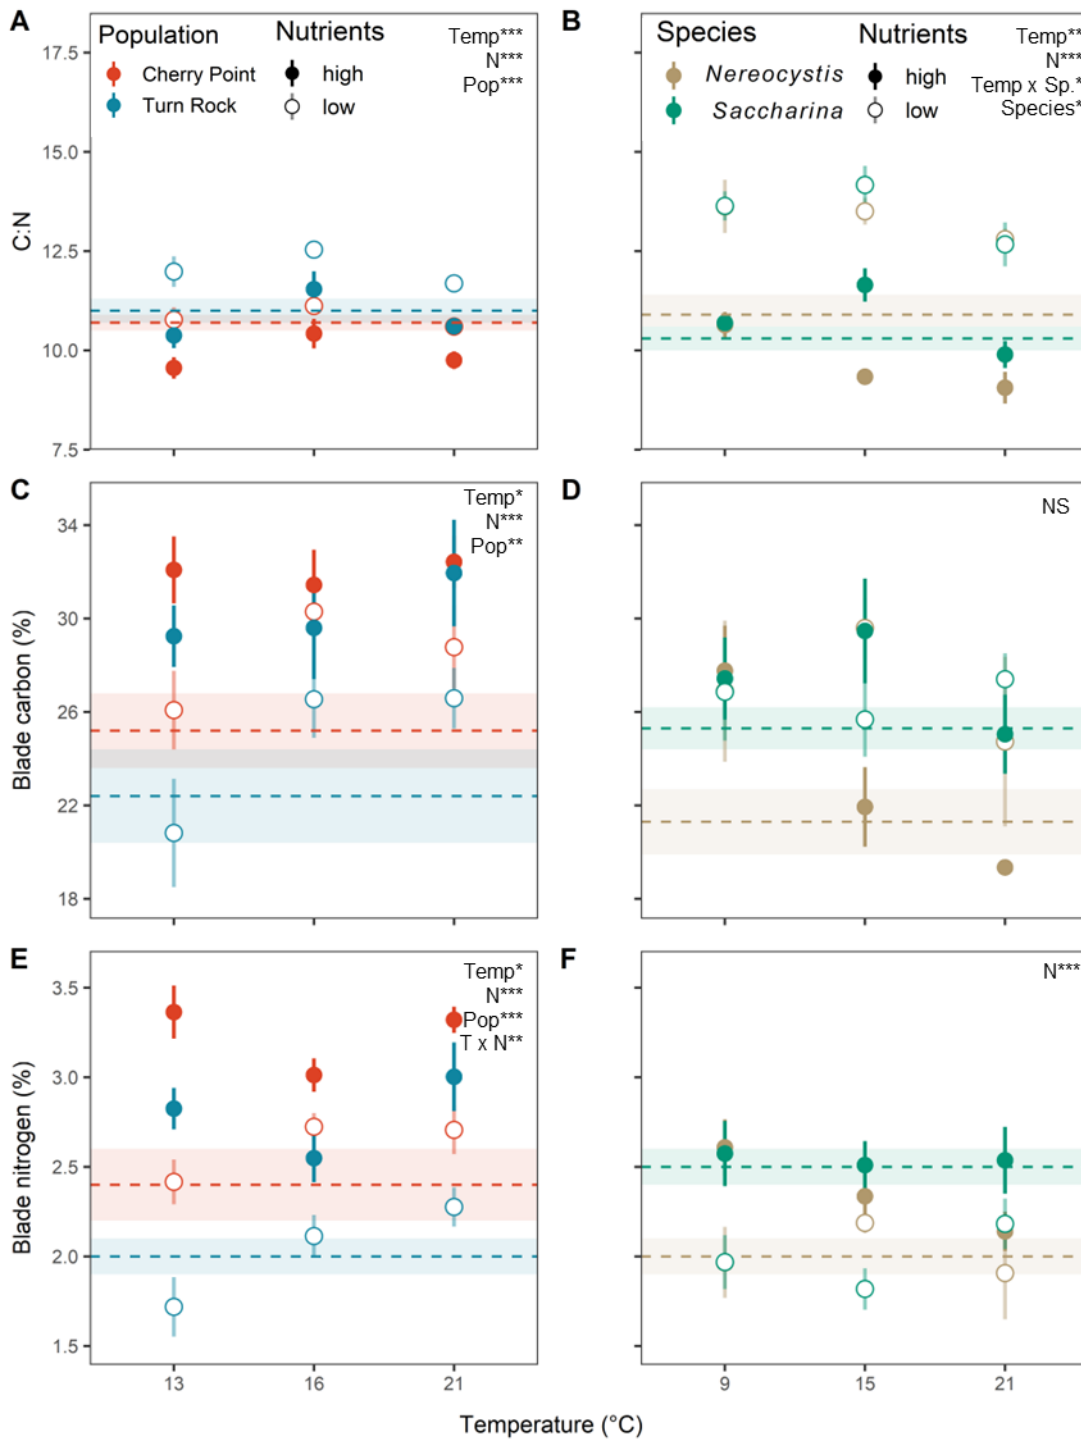 A
Population
Nutrients
Cherry Point
high
Turn Rock
low
Temp***
N***
Pop***
17.5
15.0
12.5
10.0
7.5
C:N
B
Species
Nutrients
Nereocystis
high
Saccharina
low
Temp**
N***
Temp x Sp.*
Species*
C
Temp*
N***
Pop**
34
30
26
22
18
Blade carbon (%)
D
NS
E
Temp*
N***
Pop***
T x N**
3.5
3.0
2.5
2.0
1.5
Blade nitrogen (%)
13 16 21
F
N***
9 15 21
Temperature (°C)